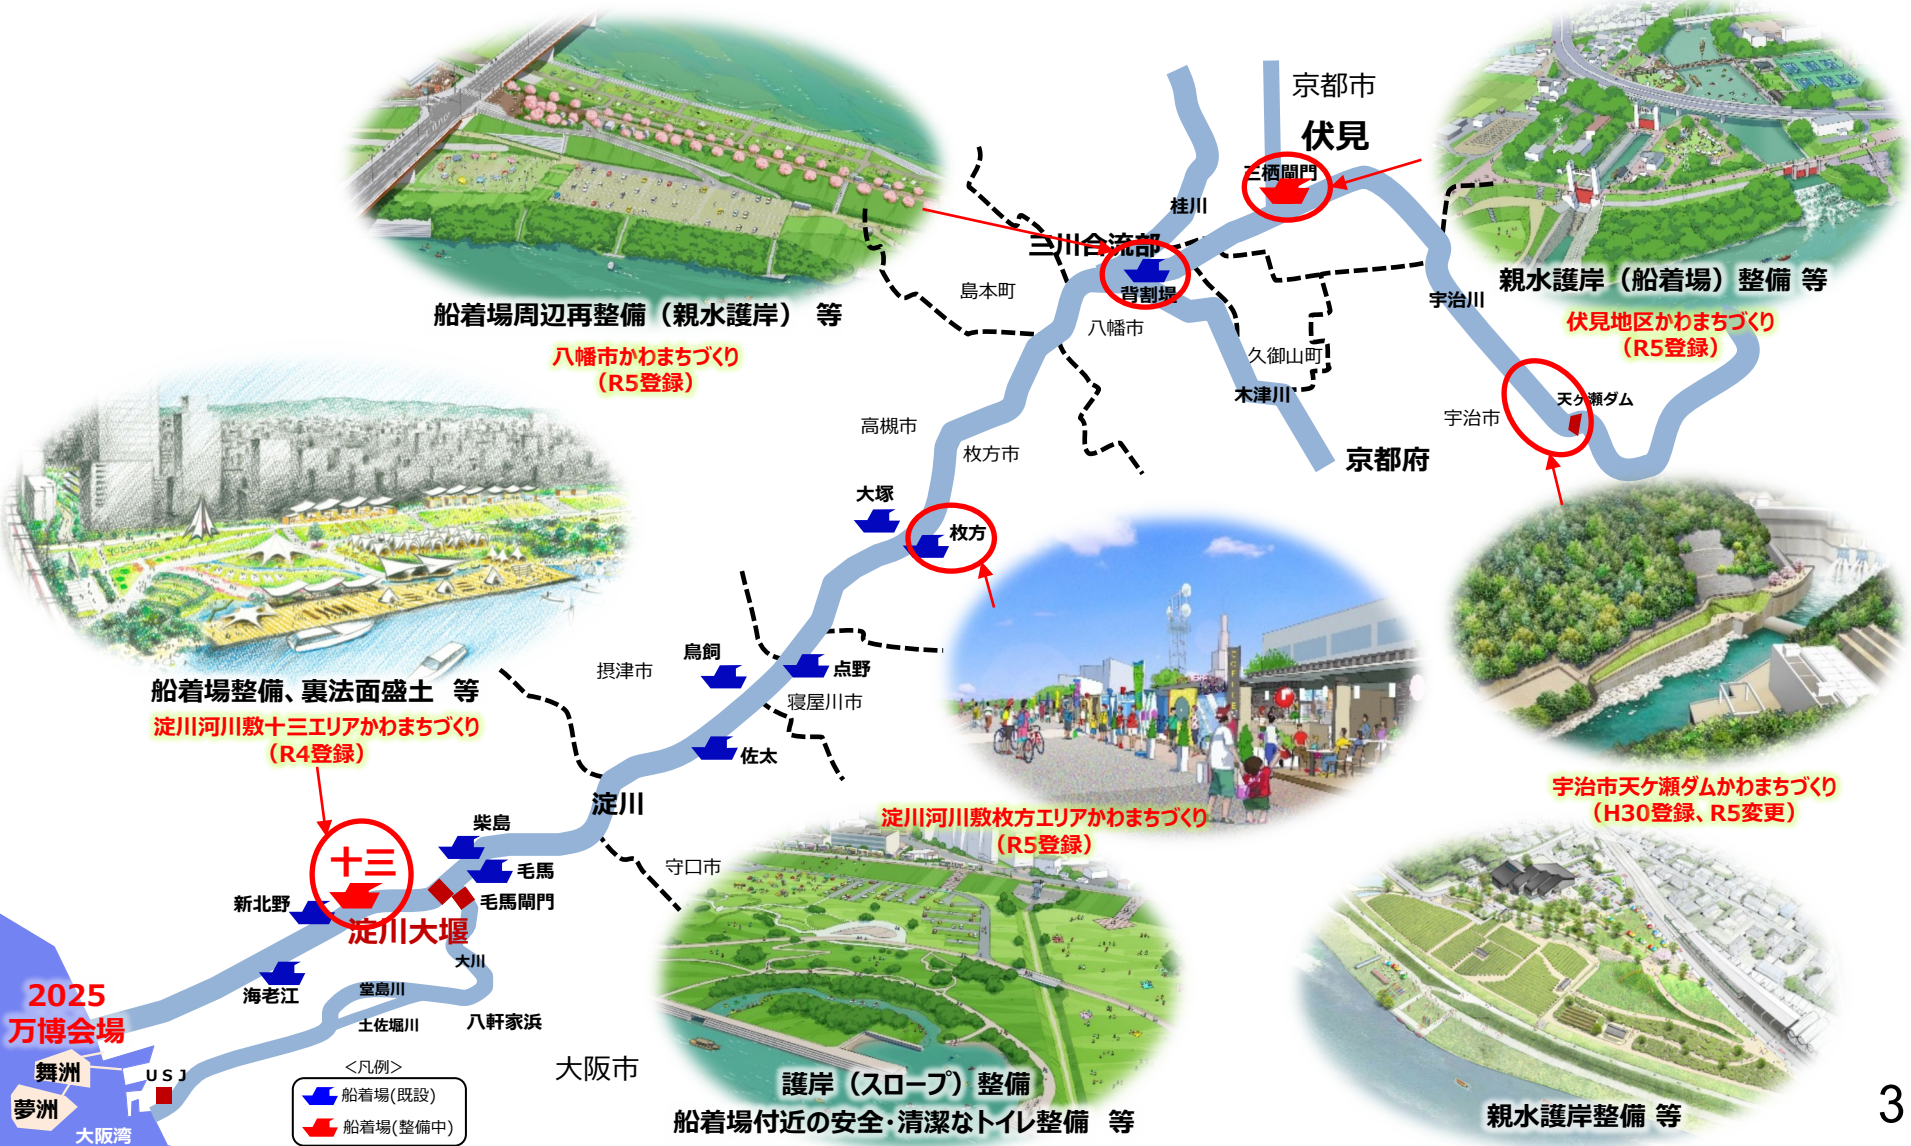 京都市
伏見
三栖閘門
桂川
三川合流部
背割堤
島本町
八幡市
久御山町
木津川
宇治川
天ケ瀬ダム
宇治市
京都府
船着場周辺再整備（親水護岸） 等
八幡市かわまちづくり
（R5登録）
親水護岸（船着場）整備 等
伏見地区かわまちづくり
（R5登録）
高槻市
枚方市
大塚
枚方
鳥飼
摂津市
点野
寝屋川市
佐太
淀川
YODOGAWA
船着場整備、裏法面盛土 等
淀川河川敷十三エリアかわまちづくり
（R4登録）
COFFEE
淀川河川敷枚方エリアかわまちづくり
（R5登録）
宇治市天ケ瀬ダムかわまちづくり
（H30登録、R5変更）
柴島
十三
毛馬
毛馬閘門
守口市
新北野
淀川大堰
海老江
大川
堂島川
土佐堀川
八軒家浜
2025
万博会場
舞洲
夢洲
USJ
大阪湾
大阪市
<凡例>
船着場(既設)
船着場(整備中)
護岸（スロープ）整備
船着場付近の安全・清潔なトイレ整備 等
親水護岸整備 等
3